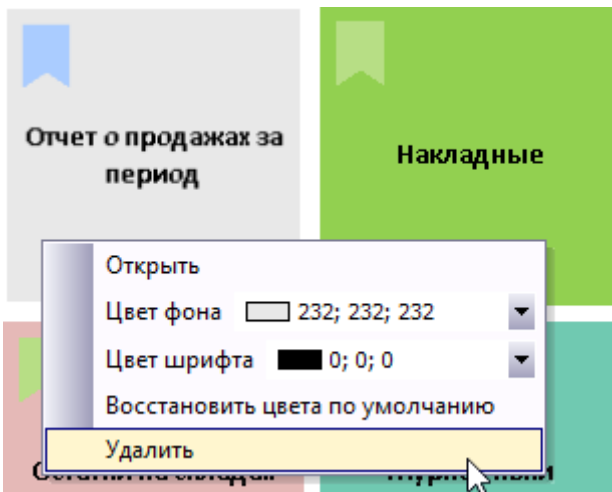 Отчет о продажах за
период
Накладные
Открыть
Цвет фона 232; 232; 232
Цвет шрифта 0; 0; 0
Восстановить цвета по умолчанию
Удалить